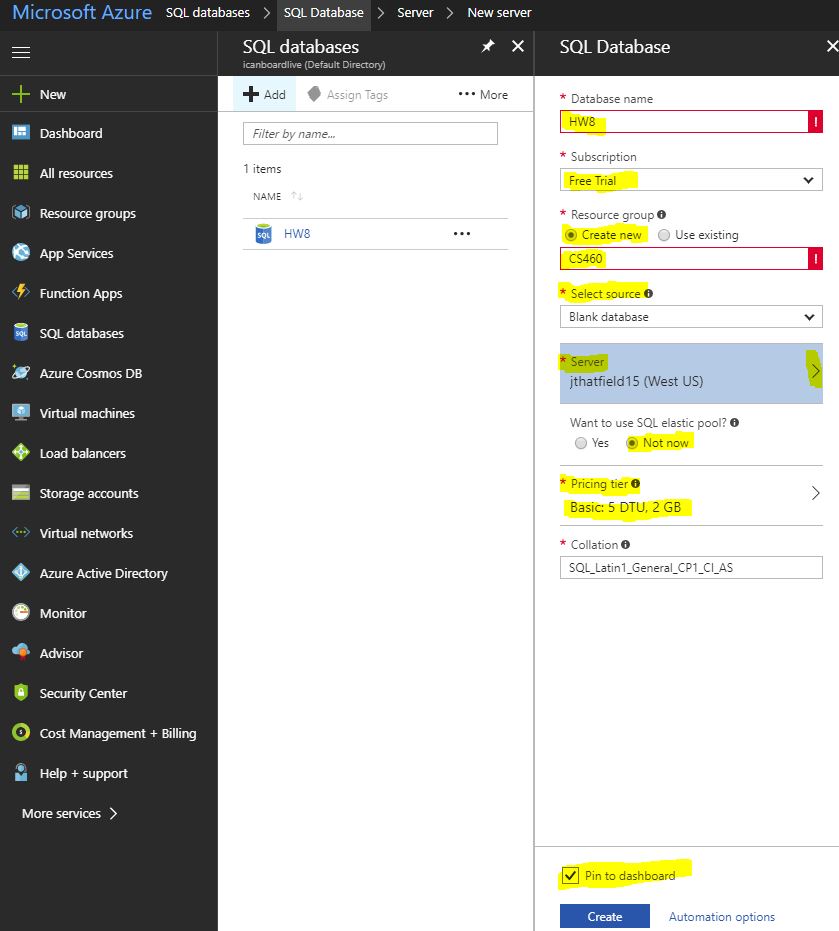 Microsoft Azure SQL databases > SQL Database > Server > New server
New
Dashboard
All resources
Resource groups
App Services
Function Apps
SQL databases
Azure Cosmos DB
Virtual machines
Load balancers
Storage accounts
Virtual networks
Azure Active Directory
Monitor
Advisor
Security Center
Cost Management + Billing
Help + support
More services >
SQL databases
icanboardlive (Default Directory)
Add Assign Tags ••• More
Filter by name...
1 items
NAME
SQL HW8 •••
SQL Database
* Database name
HW8 !
* Subscription
Free Trial
* Resource group
Create new Use existing
CS460 !
* Select source
Blank database
* Server
jthatfield15 (West US)
Want to use SQL elastic pool?
Yes Not now
* Pricing tier
Basic: 5 DTU, 2 GB
* Collation
SQL_Latin1_General_CP1_CI_AS
Pin to dashboard
Create Automation options